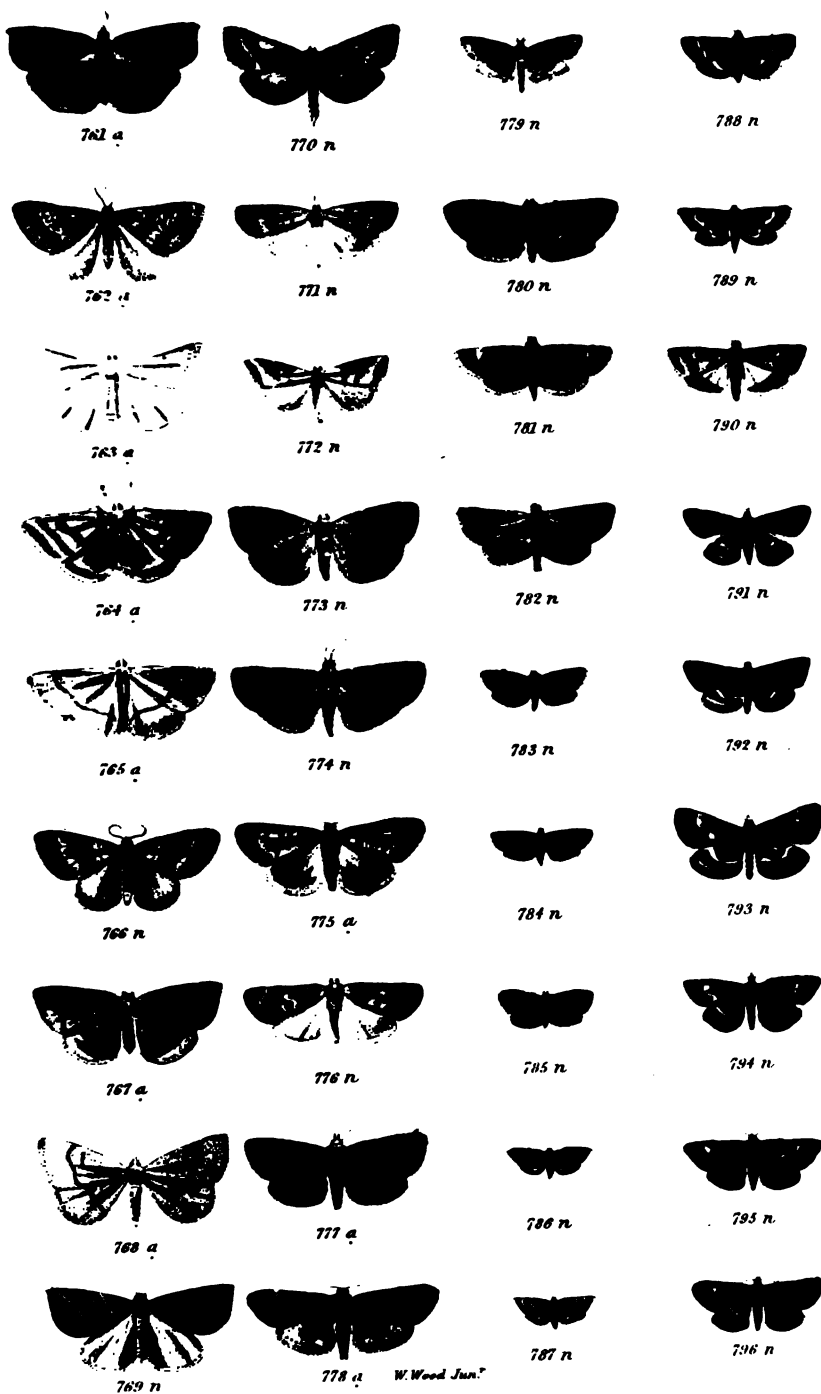 761 a 770 n 779 n 788 n
762 a 771 n 780 n 789 n
763 a 772 n 781 n 790 n
764 a 773 n 782 n 791 n
765 a 774 n 783 n 792 n
766 n 775 a 784 n 793 n
767 a 776 n 785 n 794 n
768 a 777 a 786 n 795 n
769 n 778 a W. Wood Jun.r 787 n 796 n